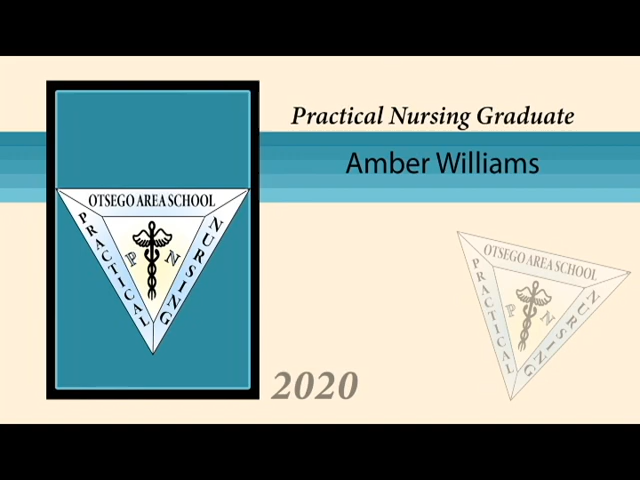 Practical Nursing Graduate
Amber Williams
OTSEGO AREA SCHOOL
PRACTICAL
NURSING
P N
2020
OTSEGO AREA SCHOOL
PRACTICAL
NURSING
P N